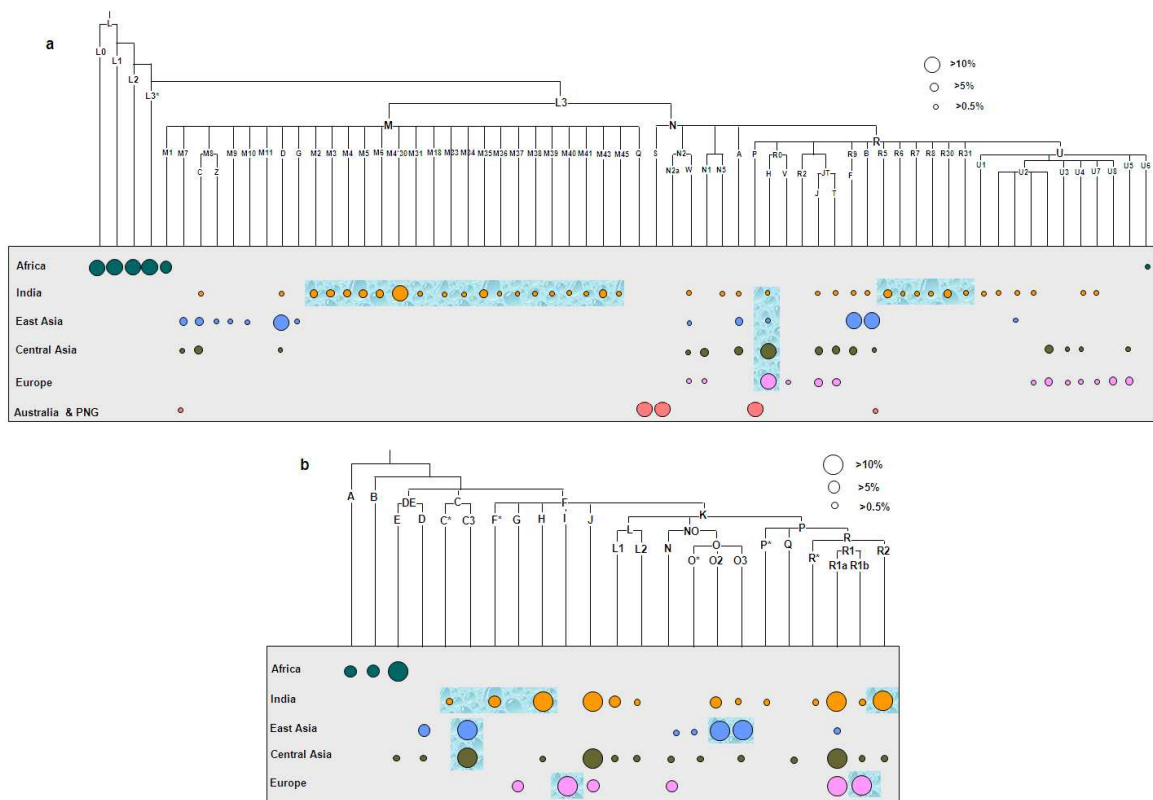 L
a
L0
L1
L2
L3*
L3
>10%
>5%
>0.5%
M
N
R
U
M1 M7 M8 M9 M10 M11 D G M2 M3 M4 M5 M6 M4'30 M31 M18 M33 M34 M35 M36 M37 M38 M39 M40 M41 M43 M45 Q S N2 A P R0 R9 B R5 R6 R7 R8 R30 R31
C Z N2a W N1 N5 H V R2 JT F U1 U2 U3 U4 U7 U8 U5 U6
J T
Africa
India
East Asia
Central Asia
Europe
Australia & PNG
b
>10%
>5%
>0.5%
A B DE C F
E D C* C3 F* G H I J K
L NO P
L1 L2 N O P* Q R
O* O2 O3 R* R1 R2
R1a R1b
Africa
India
East Asia
Central Asia
Europe